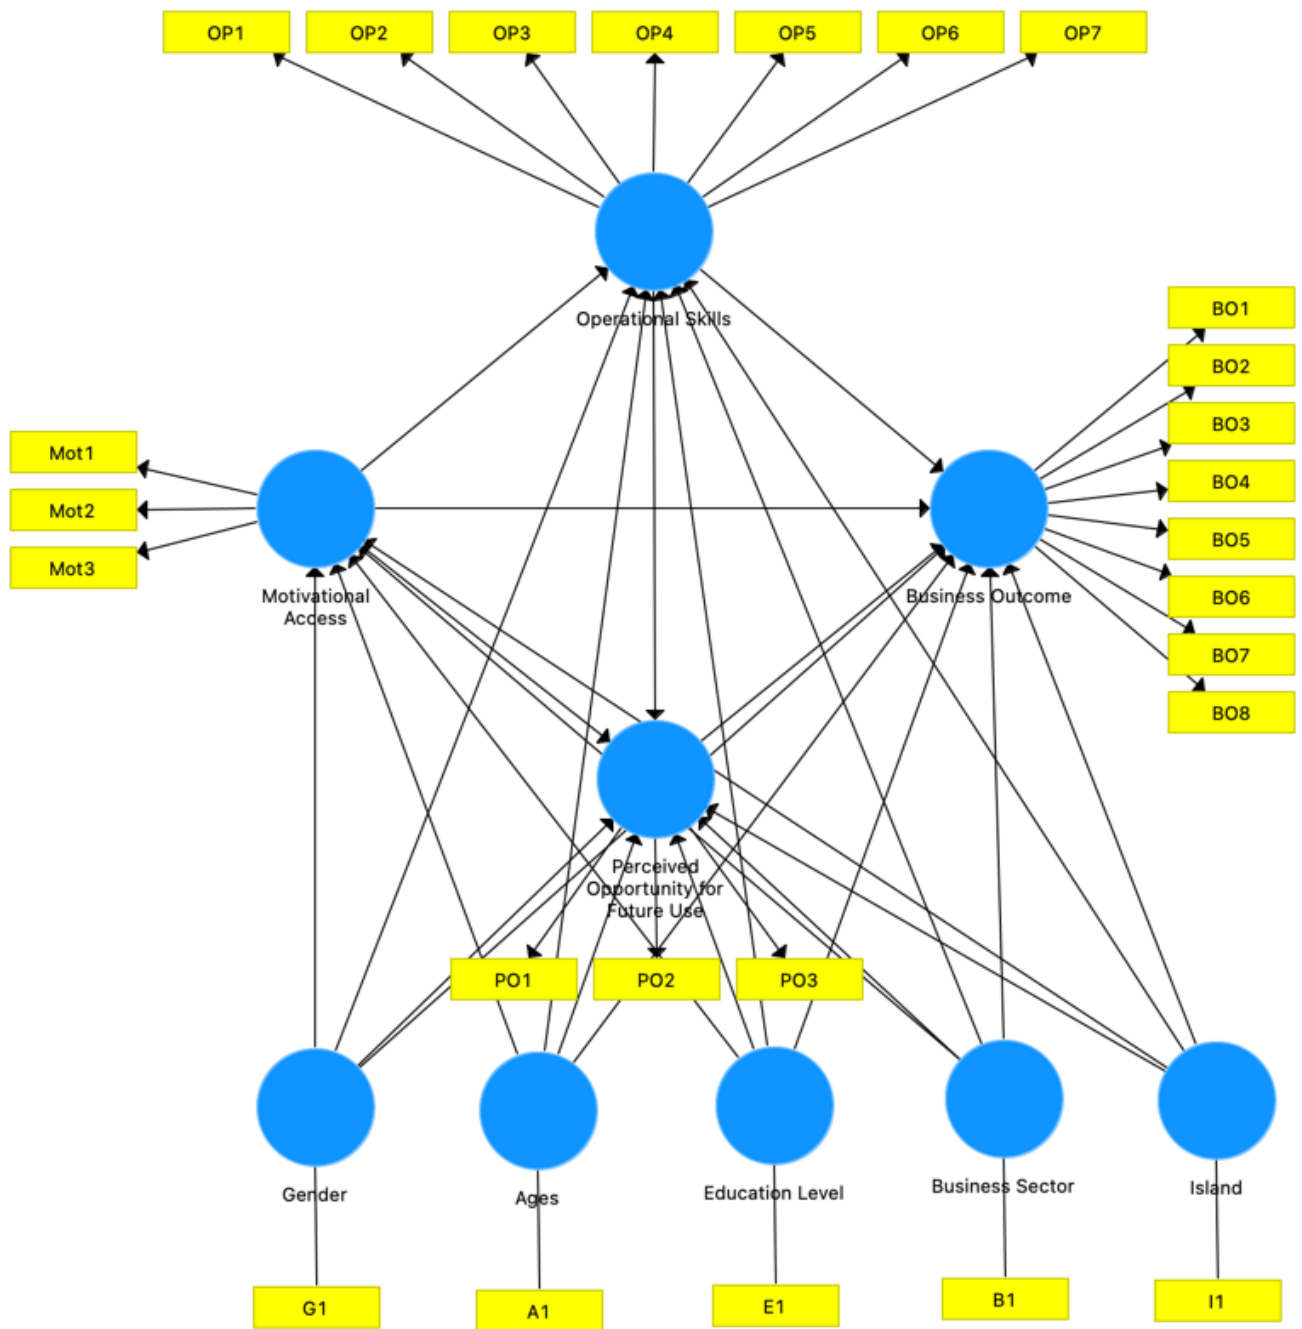 OP1
OP2
OP3
OP4
OP5
OP6
OP7
Operational Skills
BO1
BO2
BO3
BO4
BO5
BO6
BO7
BO8
Mot1
Mot2
Mot3
Motivational
Access
Business Outcome
Perceived
Opportunity for
Future Use
PO1
PO2
PO3
Gender
Ages
Education Level
Business Sector
Island
G1
A1
E1
B1
I1